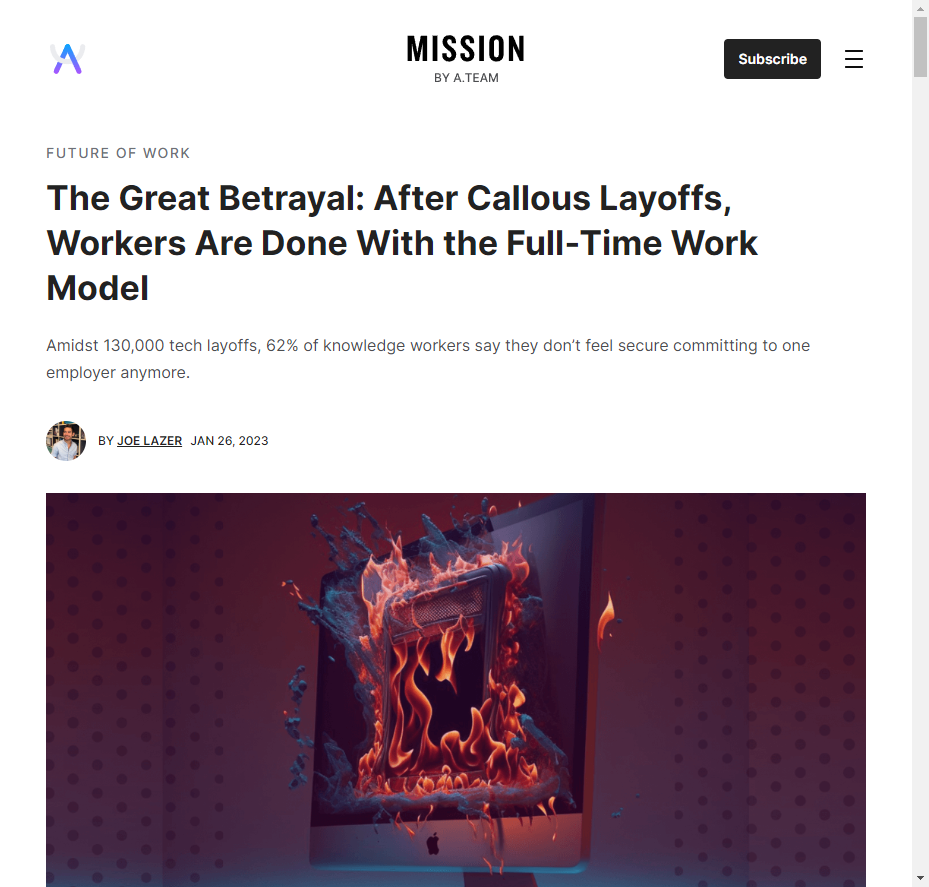 MISSION
BY A.TEAM
Subscribe
FUTURE OF WORK
The Great Betrayal: After Callous Layoffs,
Workers Are Done With the Full-Time Work
Model
Amidst 130,000 tech layoffs, 62% of knowledge workers say they don’t feel secure committing to one
employer anymore.
BY JOE LAZER JAN 26, 2023